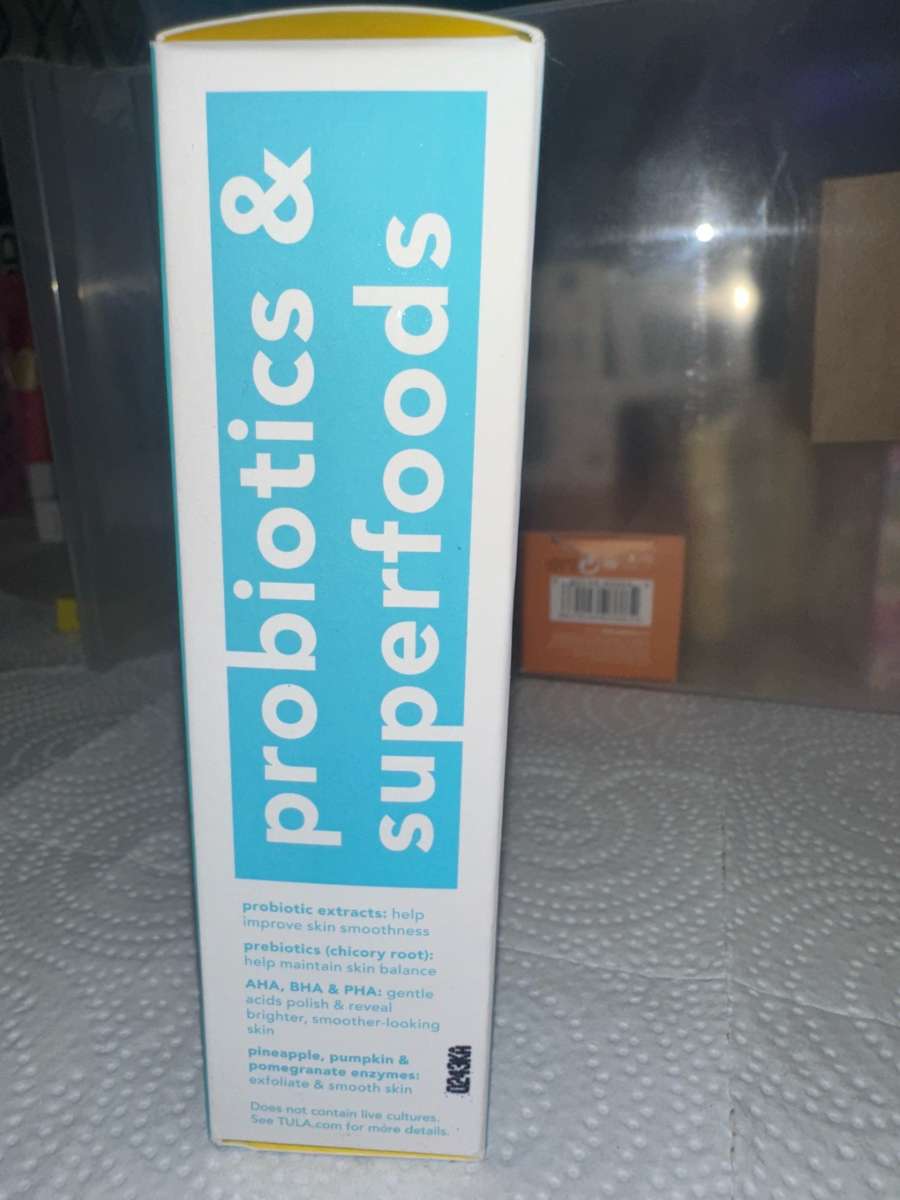 probiotics &
superfoods
probiotic extracts: help
improve skin smoothness
prebiotics (chicory root):
help maintain skin balance
AHA, BHA & PHA: gentle
acids polish & reveal
brighter, smoother-looking
skin
pineapple, pumpkin &
pomegranate enzymes:
exfoliate & smooth skin
Does not contain live cultures.
See TULA.com for more details.
0243KA